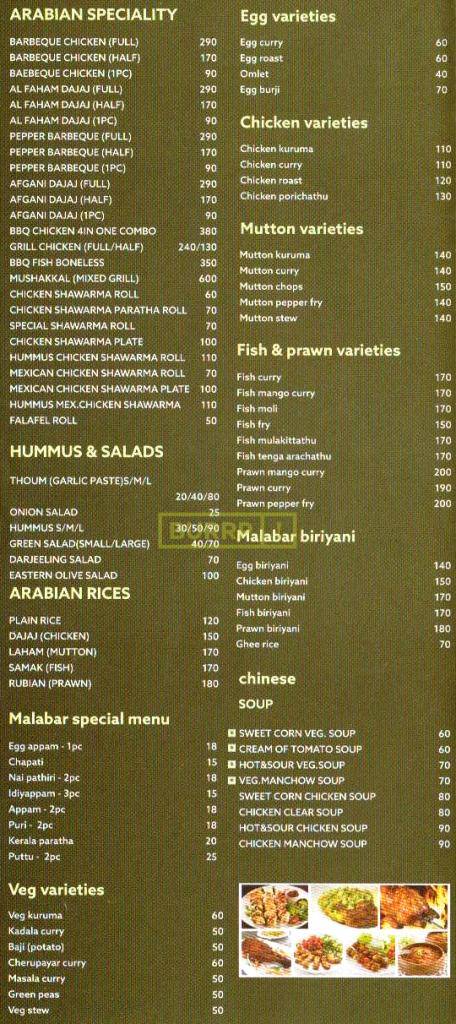 ARABIAN SPECIALITY
BARBEQUE CHICKEN (FULL) 290
BARBEQUE CHICKEN (HALF) 170
BAEBEQUE CHICKEN (1PC) 90
AL FAHAM DAJAJ (FULL) 290
AL FAHAM DAJAJ (HALF) 170
AL FAHAM DAJAJ (1PC) 90
PEPPER BARBEQUE (FULL) 290
PEPPER BARBEQUE (HALF) 170
PEPPER BARBEQUE (1PC) 90
AFGANI DAJAJ (FULL) 290
AFGANI DAJAJ (HALF) 170
AFGANI DAJAJ (1PC) 90
BBQ CHICKEN 4IN ONE COMBO 380
GRILL CHICKEN (FULL/HALF) 240/130
BBQ FISH BONELESS 350
MUSHAKKAL (MIXED GRILL) 600
CHICKEN SHAWARMA ROLL 60
CHICKEN SHAWARMA PARATHA ROLL 70
SPECIAL SHAWARMA ROLL 70
CHICKEN SHAWARMA PLATE 100
HUMMUS CHICKEN SHAWARMA ROLL 110
MEXICAN CHICKEN SHAWARMA ROLL 70
MEXICAN CHICKEN SHAWARMA PLATE 100
HUMMUS MEX.CHICKEN SHAWARMA 110
FALAFEL ROLL 50
HUMMUS & SALADS
THOUM (GARLIC PASTE)S/M/L
20/40/80
ONION SALAD 25
HUMMUS S/M/L 30/50/90
GREEN SALAD(SMALL/LARGE) 40/70
DARJEELING SALAD 70
EASTERN OLIVE SALAD 100
ARABIAN RICES
PLAIN RICE 120
DAJAJ (CHICKEN) 150
LAHAM (MUTTON) 170
SAMAK (FISH) 170
RUBIAN (PRAWN) 180
Malabar special menu
Egg appam - 1pc 18
Chapati 15
Nai pathiri - 2pc 18
Idiyappam - 3pc 15
Appam - 2pc 18
Puri - 2pc 18
Kerala paratha 20
Puttu - 2pc 25
Veg varieties
Veg kuruma 60
Kadala curry 50
Baji (potato) 50
Cherupayar curry 60
Masala curry 50
Green peas 50
Veg stew 50
Egg varieties
Egg curry 60
Egg roast 60
Omlet 40
Egg burji 70
Chicken varieties
Chicken kuruma 110
Chicken curry 110
Chicken roast 120
Chicken porichathu 130
Mutton varieties
Mutton kuruma 140
Mutton curry 140
Mutton chops 150
Mutton pepper fry 140
Mutton stew 140
Fish & prawn varieties
Fish curry 170
Fish mango curry 170
Fish moli 170
Fish fry 150
Fish mulakittathu 170
Fish tenga arachathu 170
Prawn mango curry 200
Prawn curry 190
Prawn pepper fry 200
Malabar biriyani
Egg biriyani 140
Chicken biriyani 150
Mutton biriyani 170
Fish biriyani 170
Prawn biriyani 180
Ghee rice 70
chinese
SOUP
SWEET CORN VEG. SOUP 60
CREAM OF TOMATO SOUP 60
HOT&SOUR VEG.SOUP 70
VEG.MANCHOW SOUP 70
SWEET CORN CHICKEN SOUP 80
CHICKEN CLEAR SOUP 80
HOT&SOUR CHICKEN SOUP 90
CHICKEN MANCHOW SOUP 90